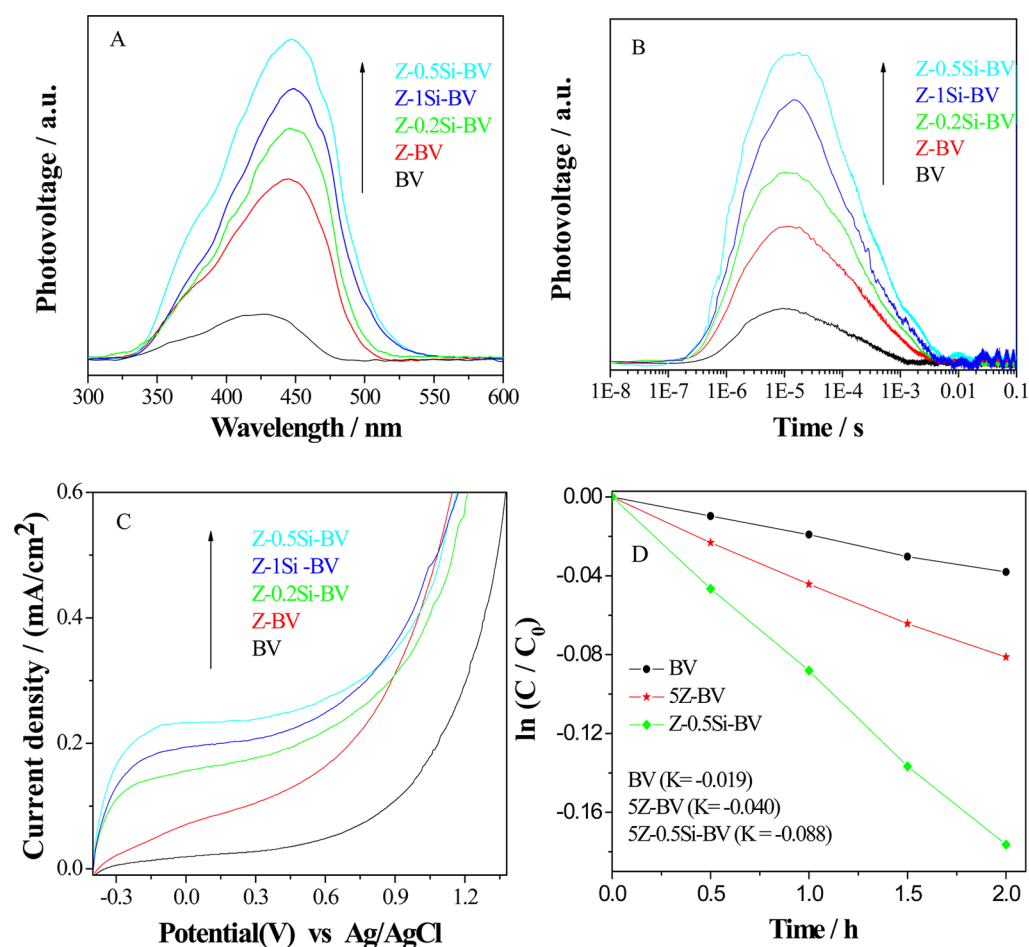 A
Z-0.5Si-BV
Z-1Si-BV
Z-0.2Si-BV
Z-BV
BV
Photovoltage / a.u.
300 350 400 450 500 550 600
Wavelength / nm
B
Z-0.5Si-BV
Z-1Si-BV
Z-0.2Si-BV
Z-BV
BV
Photovoltage / a.u.
1E-8 1E-7 1E-6 1E-5 1E-4 1E-3 0.01 0.1
Time / s
C
Z-0.5Si-BV
Z-1Si -BV
Z-0.2Si-BV
Z-BV
BV
Current density / (mA/cm²)
0.6
0.4
0.2
0.0
-0.3 0.0 0.3 0.6 0.9 1.2
Potential(V) vs Ag/AgCl
D
ln (C / C₀)
0.00
-0.04
-0.08
-0.12
-0.16
BV
5Z-BV
Z-0.5Si-BV
BV (K= -0.019)
5Z-BV (K= -0.040)
5Z-0.5Si-BV (K = -0.088)
0.0 0.5 1.0 1.5 2.0
Time / h